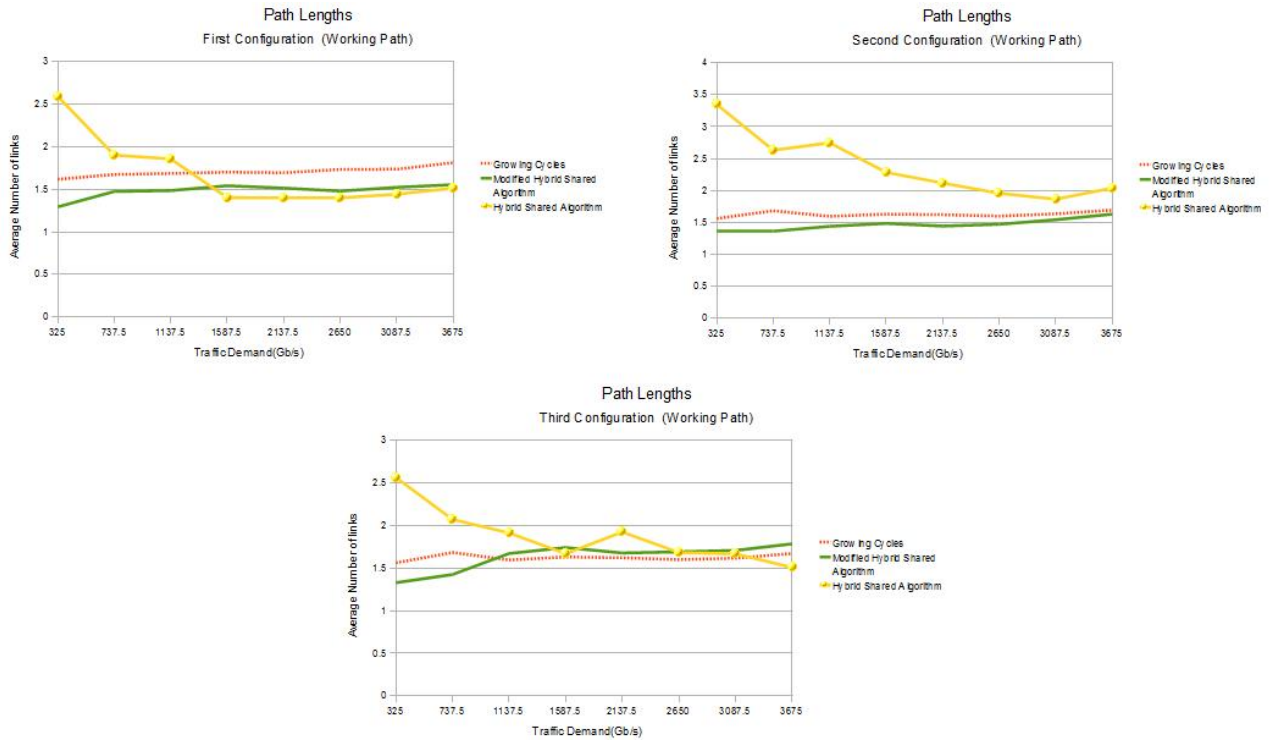 Path Lengths
First Configuration (Working Path)
3
2.5
2
1.5
1
0.5
0
Average Number of links
325 737.5 1137.5 1587.5 2137.5 2650 3087.5 3675
Traffic Demand(Gb/s)
Growing Cycles
Modified Hybrid Shared
Algorithm
Hybrid Shared Algorithm
Path Lengths
Second Configuration (Working Path)
4
3.5
3
2.5
2
1.5
1
0.5
0
Average Number of links
325 737.5 1137.5 1587.5 2137.5 2650 3087.5 3675
Traffic Demand(Gb/s)
Growing Cycles
Modified Hybrid Shared
Algorithm
Hybrid Shared Algorithm
Path Lengths
Third Configuration (Working Path)
3
2.5
2
1.5
1
0.5
0
Average Number of links
325 737.5 1137.5 1587.5 2137.5 2650 3087.5 3675
Traffic Demand(Gb/s)
Growing Cycles
Modified Hybrid Shared
Algorithm
Hybrid Shared Algorithm